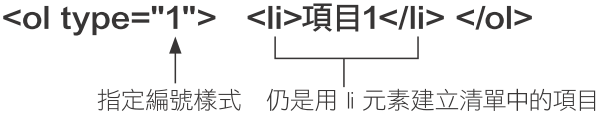 <ol type="1"> <li>項目1</li> </ol>
指定編號樣式 仍是用 li 元素建立清單中的項目